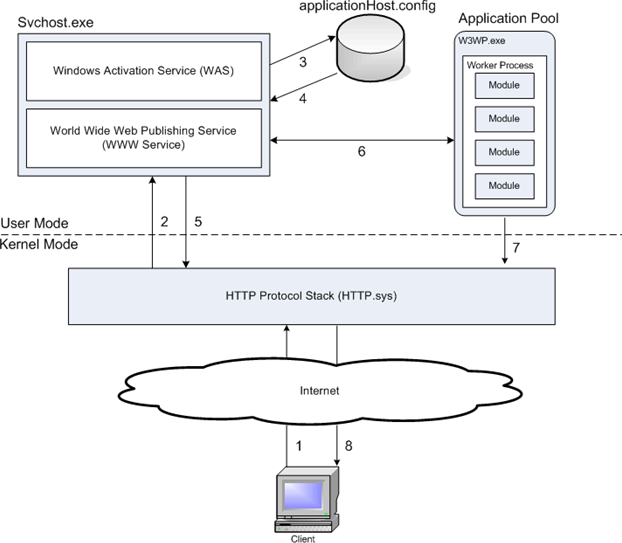 applicationHost.config
Application Pool
Svchost.exe
W3WP.exe
Worker Process
Windows Activation Service (WAS)
3
Module
4
World Wide Web Publishing Service
(WWW Service)
Module
6
Module
Module
User Mode
2
5
Kernel Mode
7
HTTP Protocol Stack (HTTP.sys)
Internet
1
8
Client